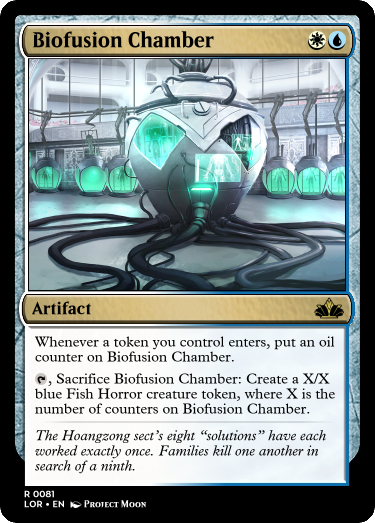 Biofusion Chamber
Artifact
Whenever a token you control enters, put an oil
counter on Biofusion Chamber.
, Sacrifice Biofusion Chamber: Create a X/X
blue Fish Horror creature token, where X is the
number of counters on Biofusion Chamber.
The Hoangzong sect's eight “solutions” have each
worked exactly once. Families kill one another in
search of a ninth.
R 0081
LOR • EN Project Moon